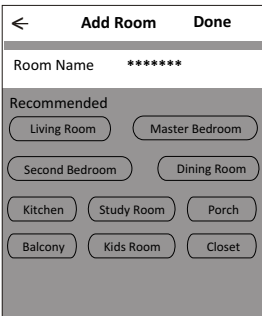 ← Add Room Done
Room Name *******
Recommended
Living Room Master Bedroom
Second Bedroom Dining Room
Kitchen Study Room Porch
Balcony Kids Room Closet